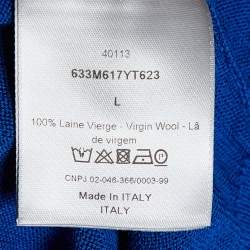 40113
633M617YT623
L
100% Laine Vierge - Virgin Wool - Lã
de virgem
CNPJ 02-046-366/0003-99
Made In ITALY
ITALY